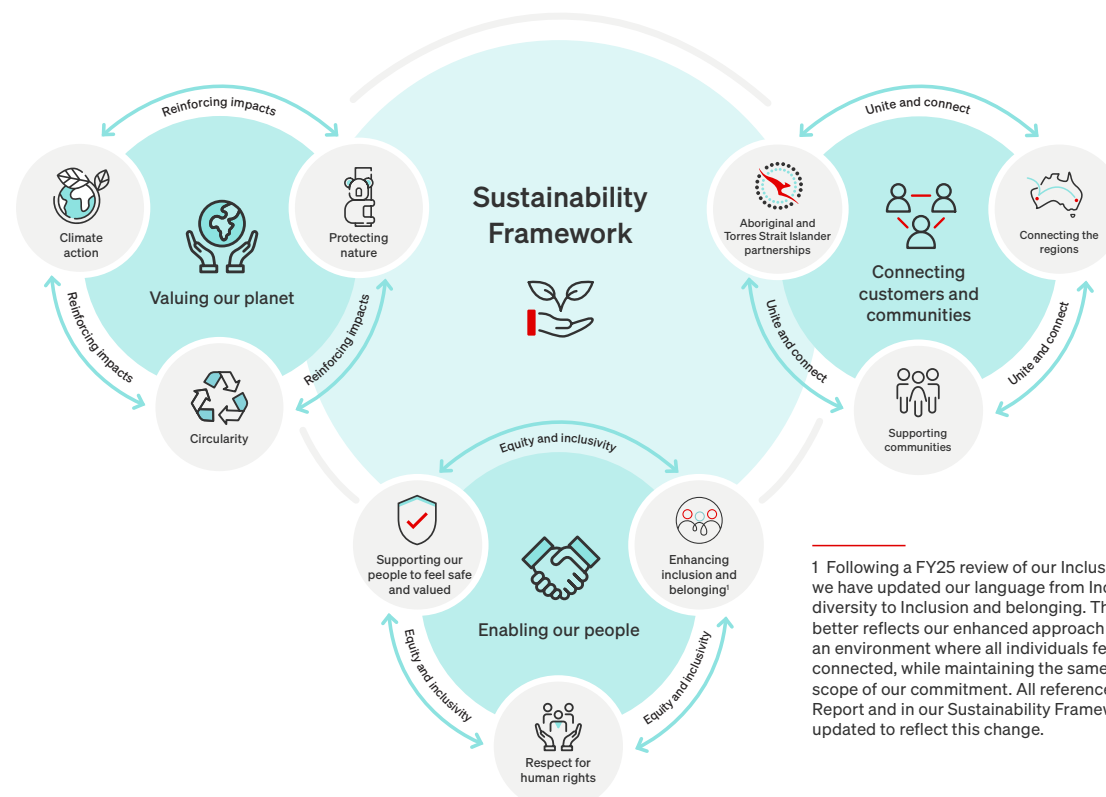 Sustainability
Framework
Reinforcing impacts
Climate
action
Protecting
nature
Valuing our planet
Reinforcing impacts
Reinforcing impacts
Circularity
Unite and connect
Aboriginal and
Torres Strait Islander
partnerships
Connecting the
regions
Connecting
customers and
communities
Unite and connect
Unite and connect
Supporting
communities
Equity and inclusivity
Supporting our
people to feel safe
and valued
Enhancing
inclusion and
belonging¹
Enabling our people
Equity and inclusivity
Equity and inclusivity
Respect for
human rights
1 Following a FY25 review of our
we have updated our language from
diversity to Inclusion and belonging.
better reflects our enhanced approach
an environment where all individuals
connected, while maintaining the same
scope of our commitment. All
Report and in our Sustainability
updated to reflect this change.